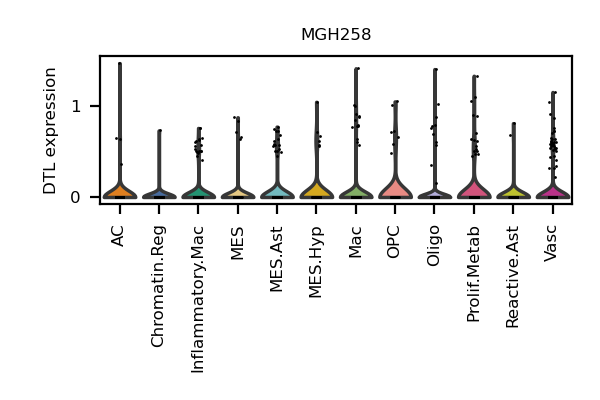 MGH258
DTL expression
1
0
AC
Chromatin.Reg
Inflammatory.Mac
MES
MES.Ast
MES.Hyp
Mac
OPC
Oligo
Prolif.Metab
Reactive.Ast
Vasc